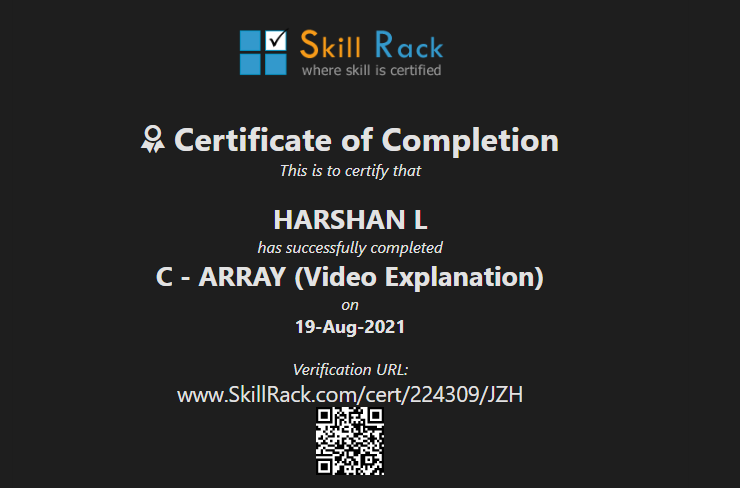 Skill Rack
where skill is certified
Certificate of Completion
This is to certify that
HARSHAN L
has successfully completed
C - ARRAY (Video Explanation)
on
19-Aug-2021
Verification URL:
www.SkillRack.com/cert/224309/JZH